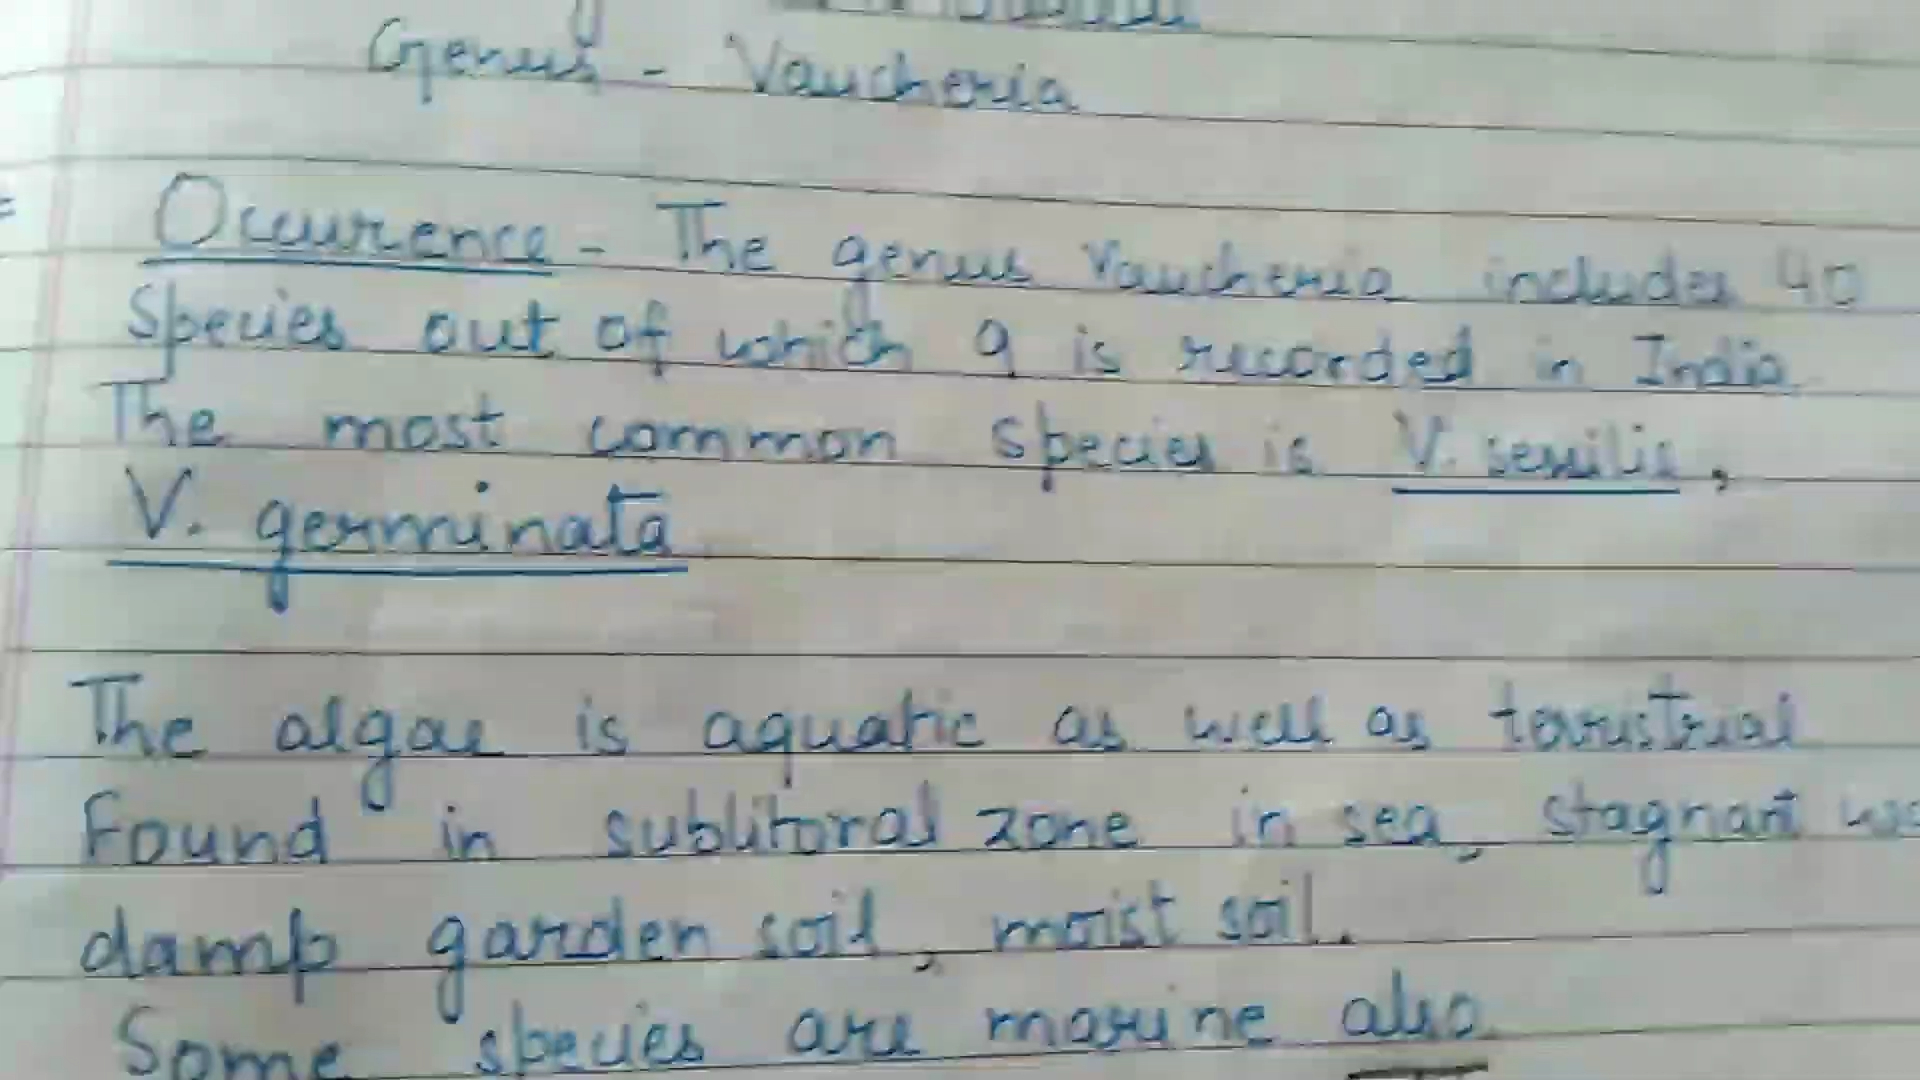 Genus - Vaucheria
Occurence - The genus Vaucheria includes 40
Species out of which 9 is recorded in India
The most common species is V. sessilis,
V. germinata
The algae is aquatic as well as terrestrial
Found in sublitoral zone in sea, stagnant
damp garden soil, moist soil.
Some species are marine also